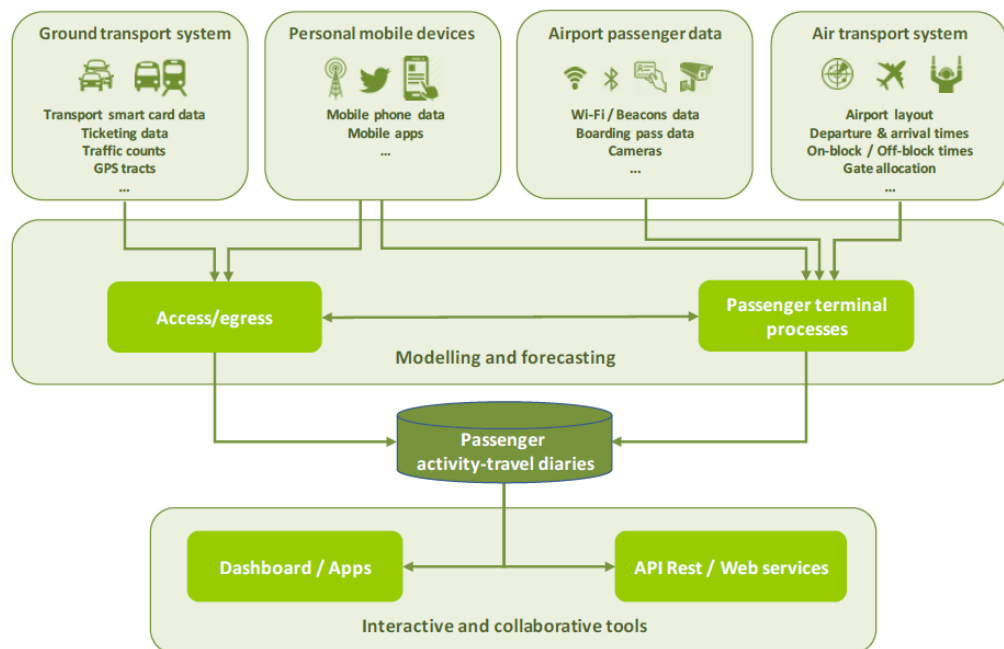 Ground transport system
Transport smart card data
Ticketing data
Traffic counts
GPS tracts
...
Personal mobile devices
Mobile phone data
Mobile apps
...
Airport passenger data
Wi-Fi / Beacons data
Boarding pass data
Cameras
...
Air transport system
Airport layout
Departure & arrival times
On-block / Off-block times
Gate allocation
...
Access/egress
Passenger terminal
processes
Modelling and forecasting
Passenger
activity-travel diaries
Dashboard / Apps
API Rest / Web services
Interactive and collaborative tools